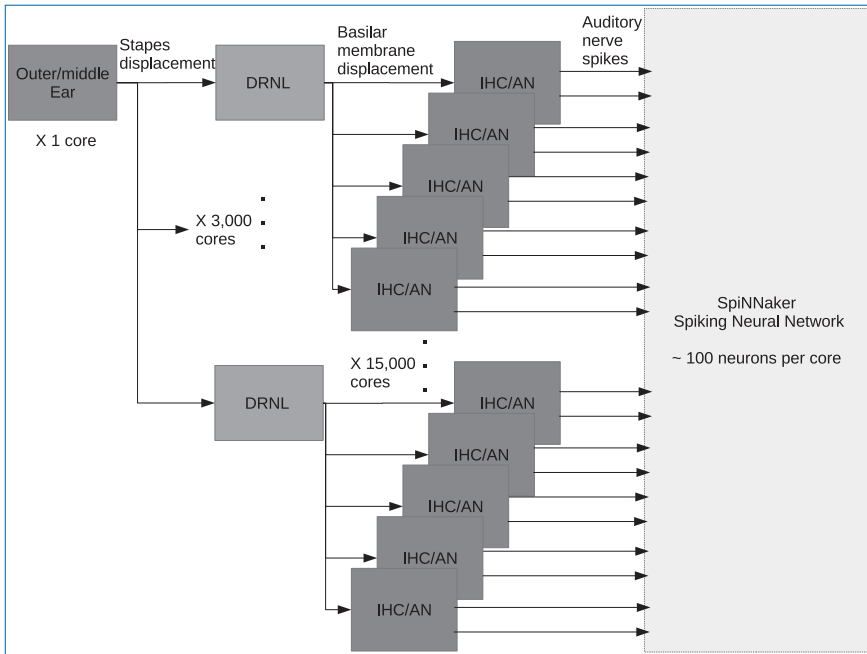 Outer/middle
Ear
X 1 core
Stapes
displacement
DRNL
Basilar
membrane
displacement
IHC/AN
IHC/AN
IHC/AN
IHC/AN
IHC/AN
Auditory
nerve
spikes
X 3,000
cores
X 15,000
cores
DRNL
IHC/AN
IHC/AN
IHC/AN
IHC/AN
IHC/AN
SpiNNaker
Spiking Neural Network
~ 100 neurons per core